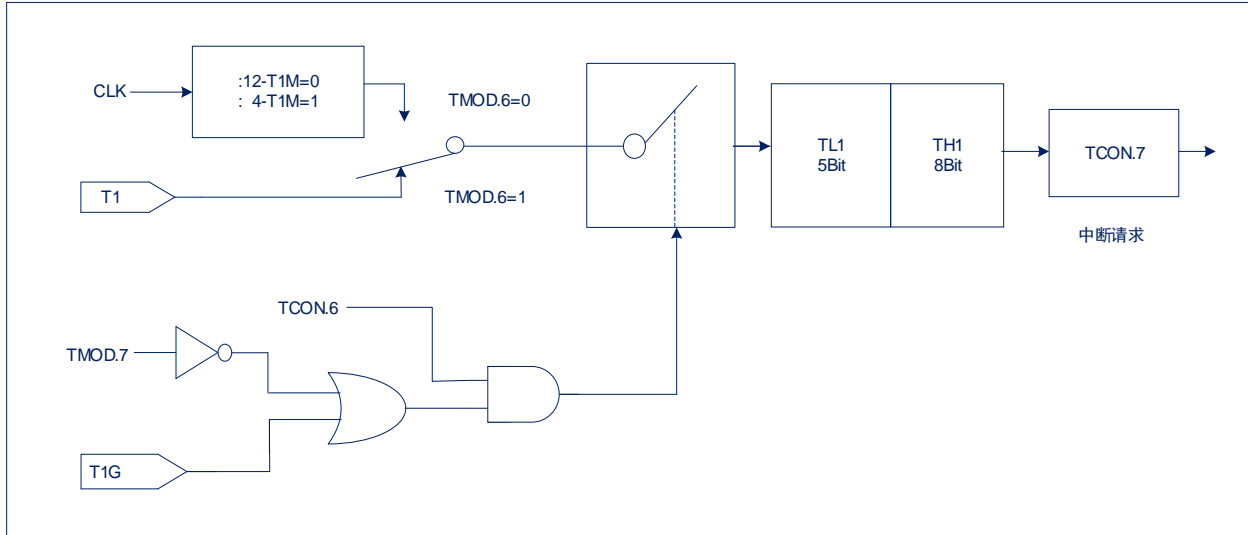 CLK
:12-T1M=0
: 4-T1M=1
TMOD.6=0
T1
TMOD.6=1
TL1
5Bit
TH1
8Bit
TCON.7
中断请求
TCON.6
TMOD.7
T1G